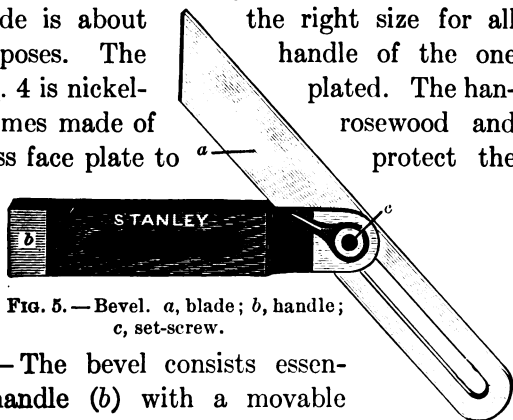 de is about the right size for all
poses. The handle of the one
. 4 is nickel- plated. The han-
mes made of rosewood and
ss face plate to protect the
a
c
STANLEY
b
FIG. 5. — Bevel. a, blade; b, handle;
c, set-screw.
— The bevel consists essen-
handle (b) with a movable